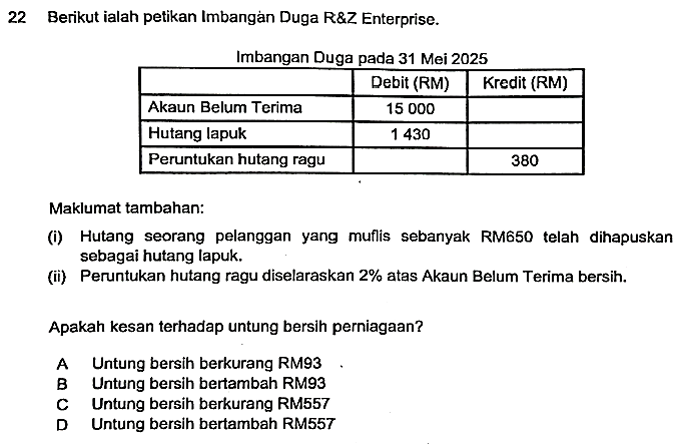 22 Berikut ialah petikan Imbangan Duga R&Z Enterprise.
Imbangan Duga pada 31 Mei 2025
Debit (RM) Kredit (RM)
Akaun Belum Terima 15 000
Hutang lapuk 1 430
Peruntukan hutang ragu 380
Maklumat tambahan:
(i) Hutang seorang pelanggan yang muflis sebanyak RM650 telah dihapuskan
sebagai hutang lapuk.
(ii) Peruntukan hutang ragu diselaraskan 2% atas Akaun Belum Terima bersih.
Apakah kesan terhadap untung bersih perniagaan?
A Untung bersih berkurang RM93
B Untung bersih bertambah RM93
C Untung bersih berkurang RM557
D Untung bersih bertambah RM557